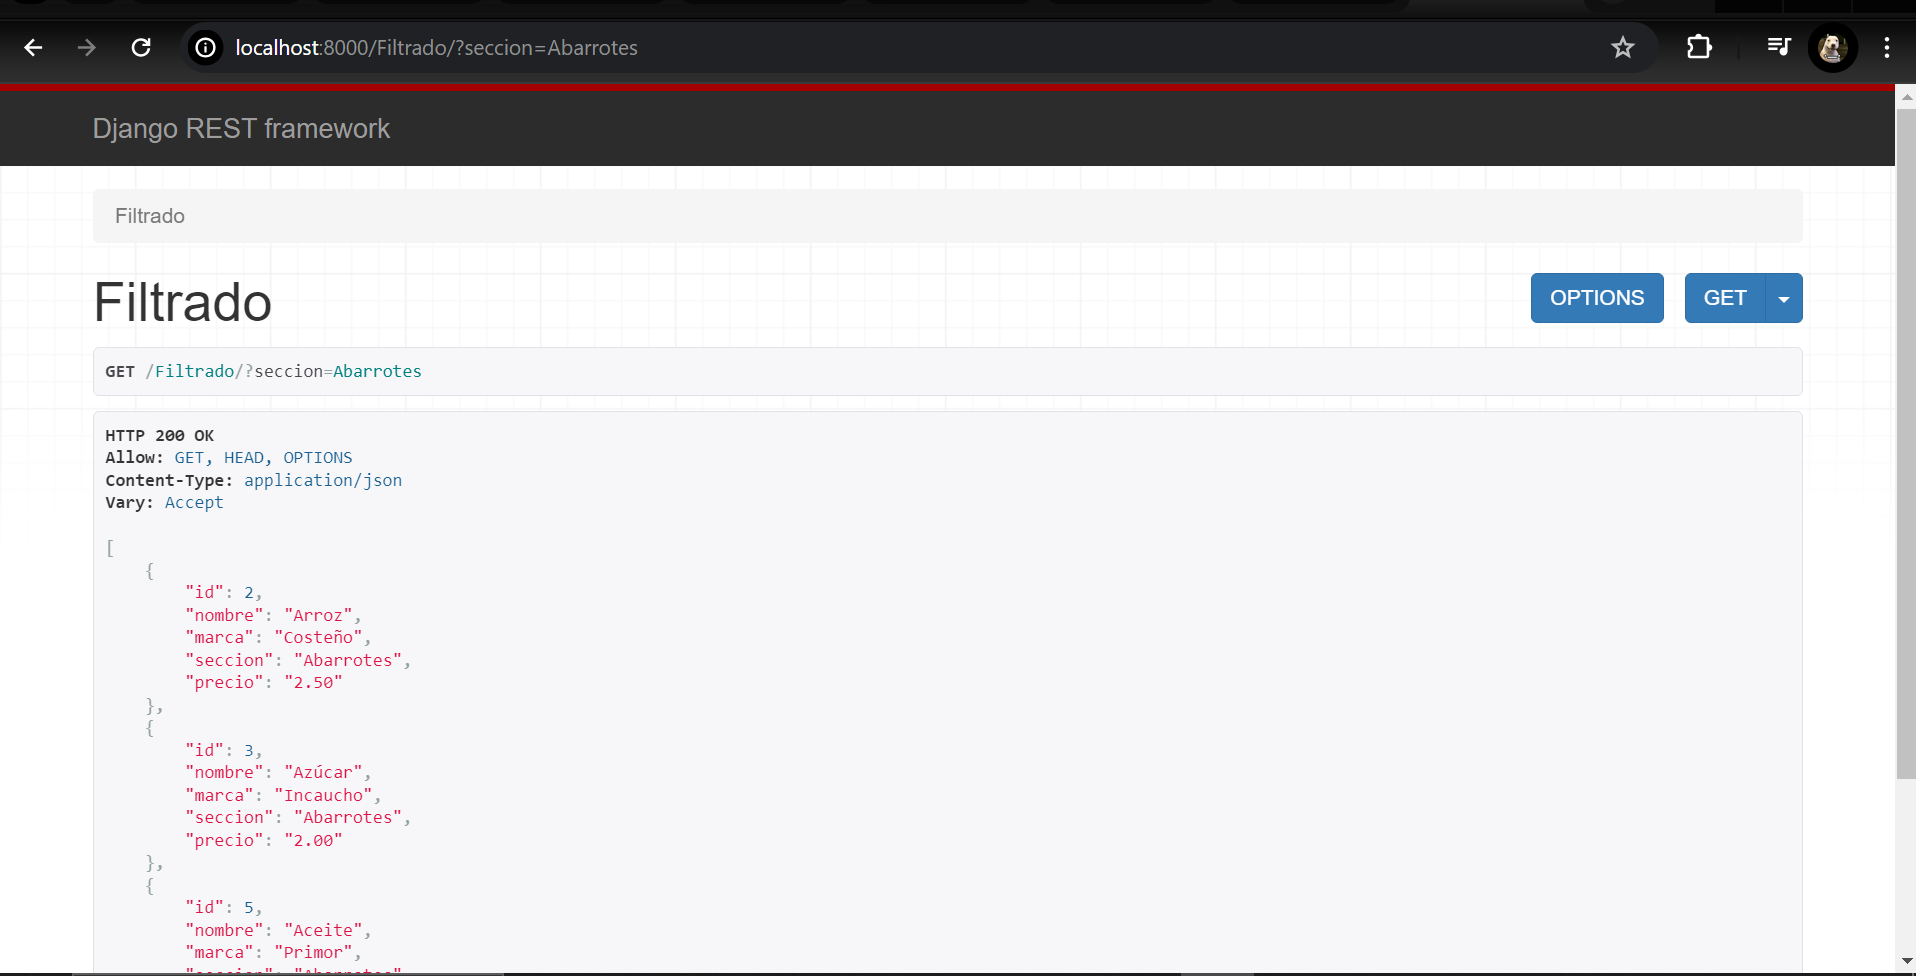 localhost:8000/Filtrado/?seccion=Abarrotes
Django REST framework
Filtrado
Filtrado
OPTIONS
GET
GET /Filtrado/?seccion=Abarrotes
HTTP 200 OK
Allow: GET, HEAD, OPTIONS
Content-Type: application/json
Vary: Accept
[
{
"id": 2,
"nombre": "Arroz",
"marca": "Costeño",
"seccion": "Abarrotes",
"precio": "2.50"
},
{
"id": 3,
"nombre": "Azúcar",
"marca": "Incaucho",
"seccion": "Abarrotes",
"precio": "2.00"
},
{
"id": 5,
"nombre": "Aceite",
"marca": "Primor",
"seccion": "Abarrotes"